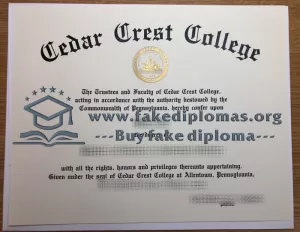 Cedar Crest College
The Trustees and Faculty of Cedar Crest College,
acting in accordance with the authority bestowed by the
Commonwealth of Pennsylvania, hereby confer upon
www.fakediplomas.org
---Buy fake diploma---
with all the rights, honors and privileges thereunto appertaining.
Given under the seal of Cedar Crest College at Allentown, Pennsylvania,